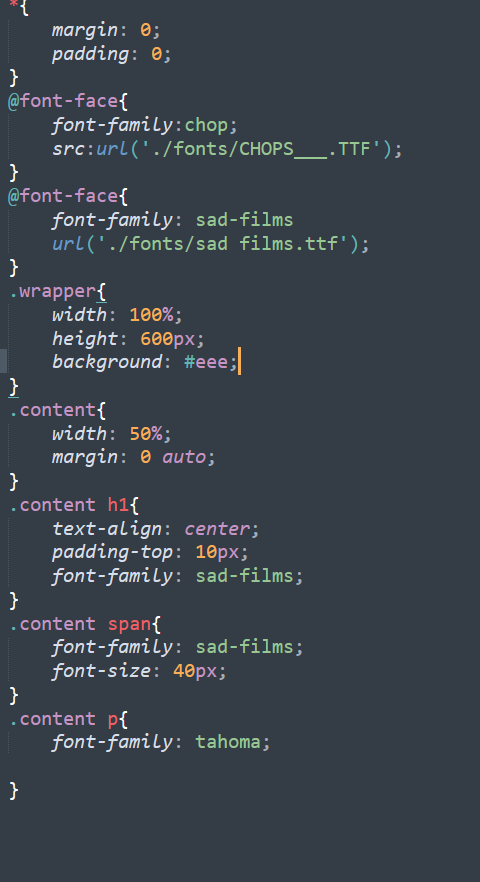 *{
margin: 0;
padding: 0;
}
@font-face{
font-family:chop;
src:url('./fonts/CHOPS___.TTF');
}
@font-face{
font-family: sad-films
url('./fonts/sad films.ttf');
}
.wrapper{
width: 100%;
height: 600px;
background: #eee;
}
.content{
width: 50%;
margin: 0 auto;
}
.content h1{
text-align: center;
padding-top: 10px;
font-family: sad-films;
}
.content span{
font-family: sad-films;
font-size: 40px;
}
.content p{
font-family: tahoma;
}